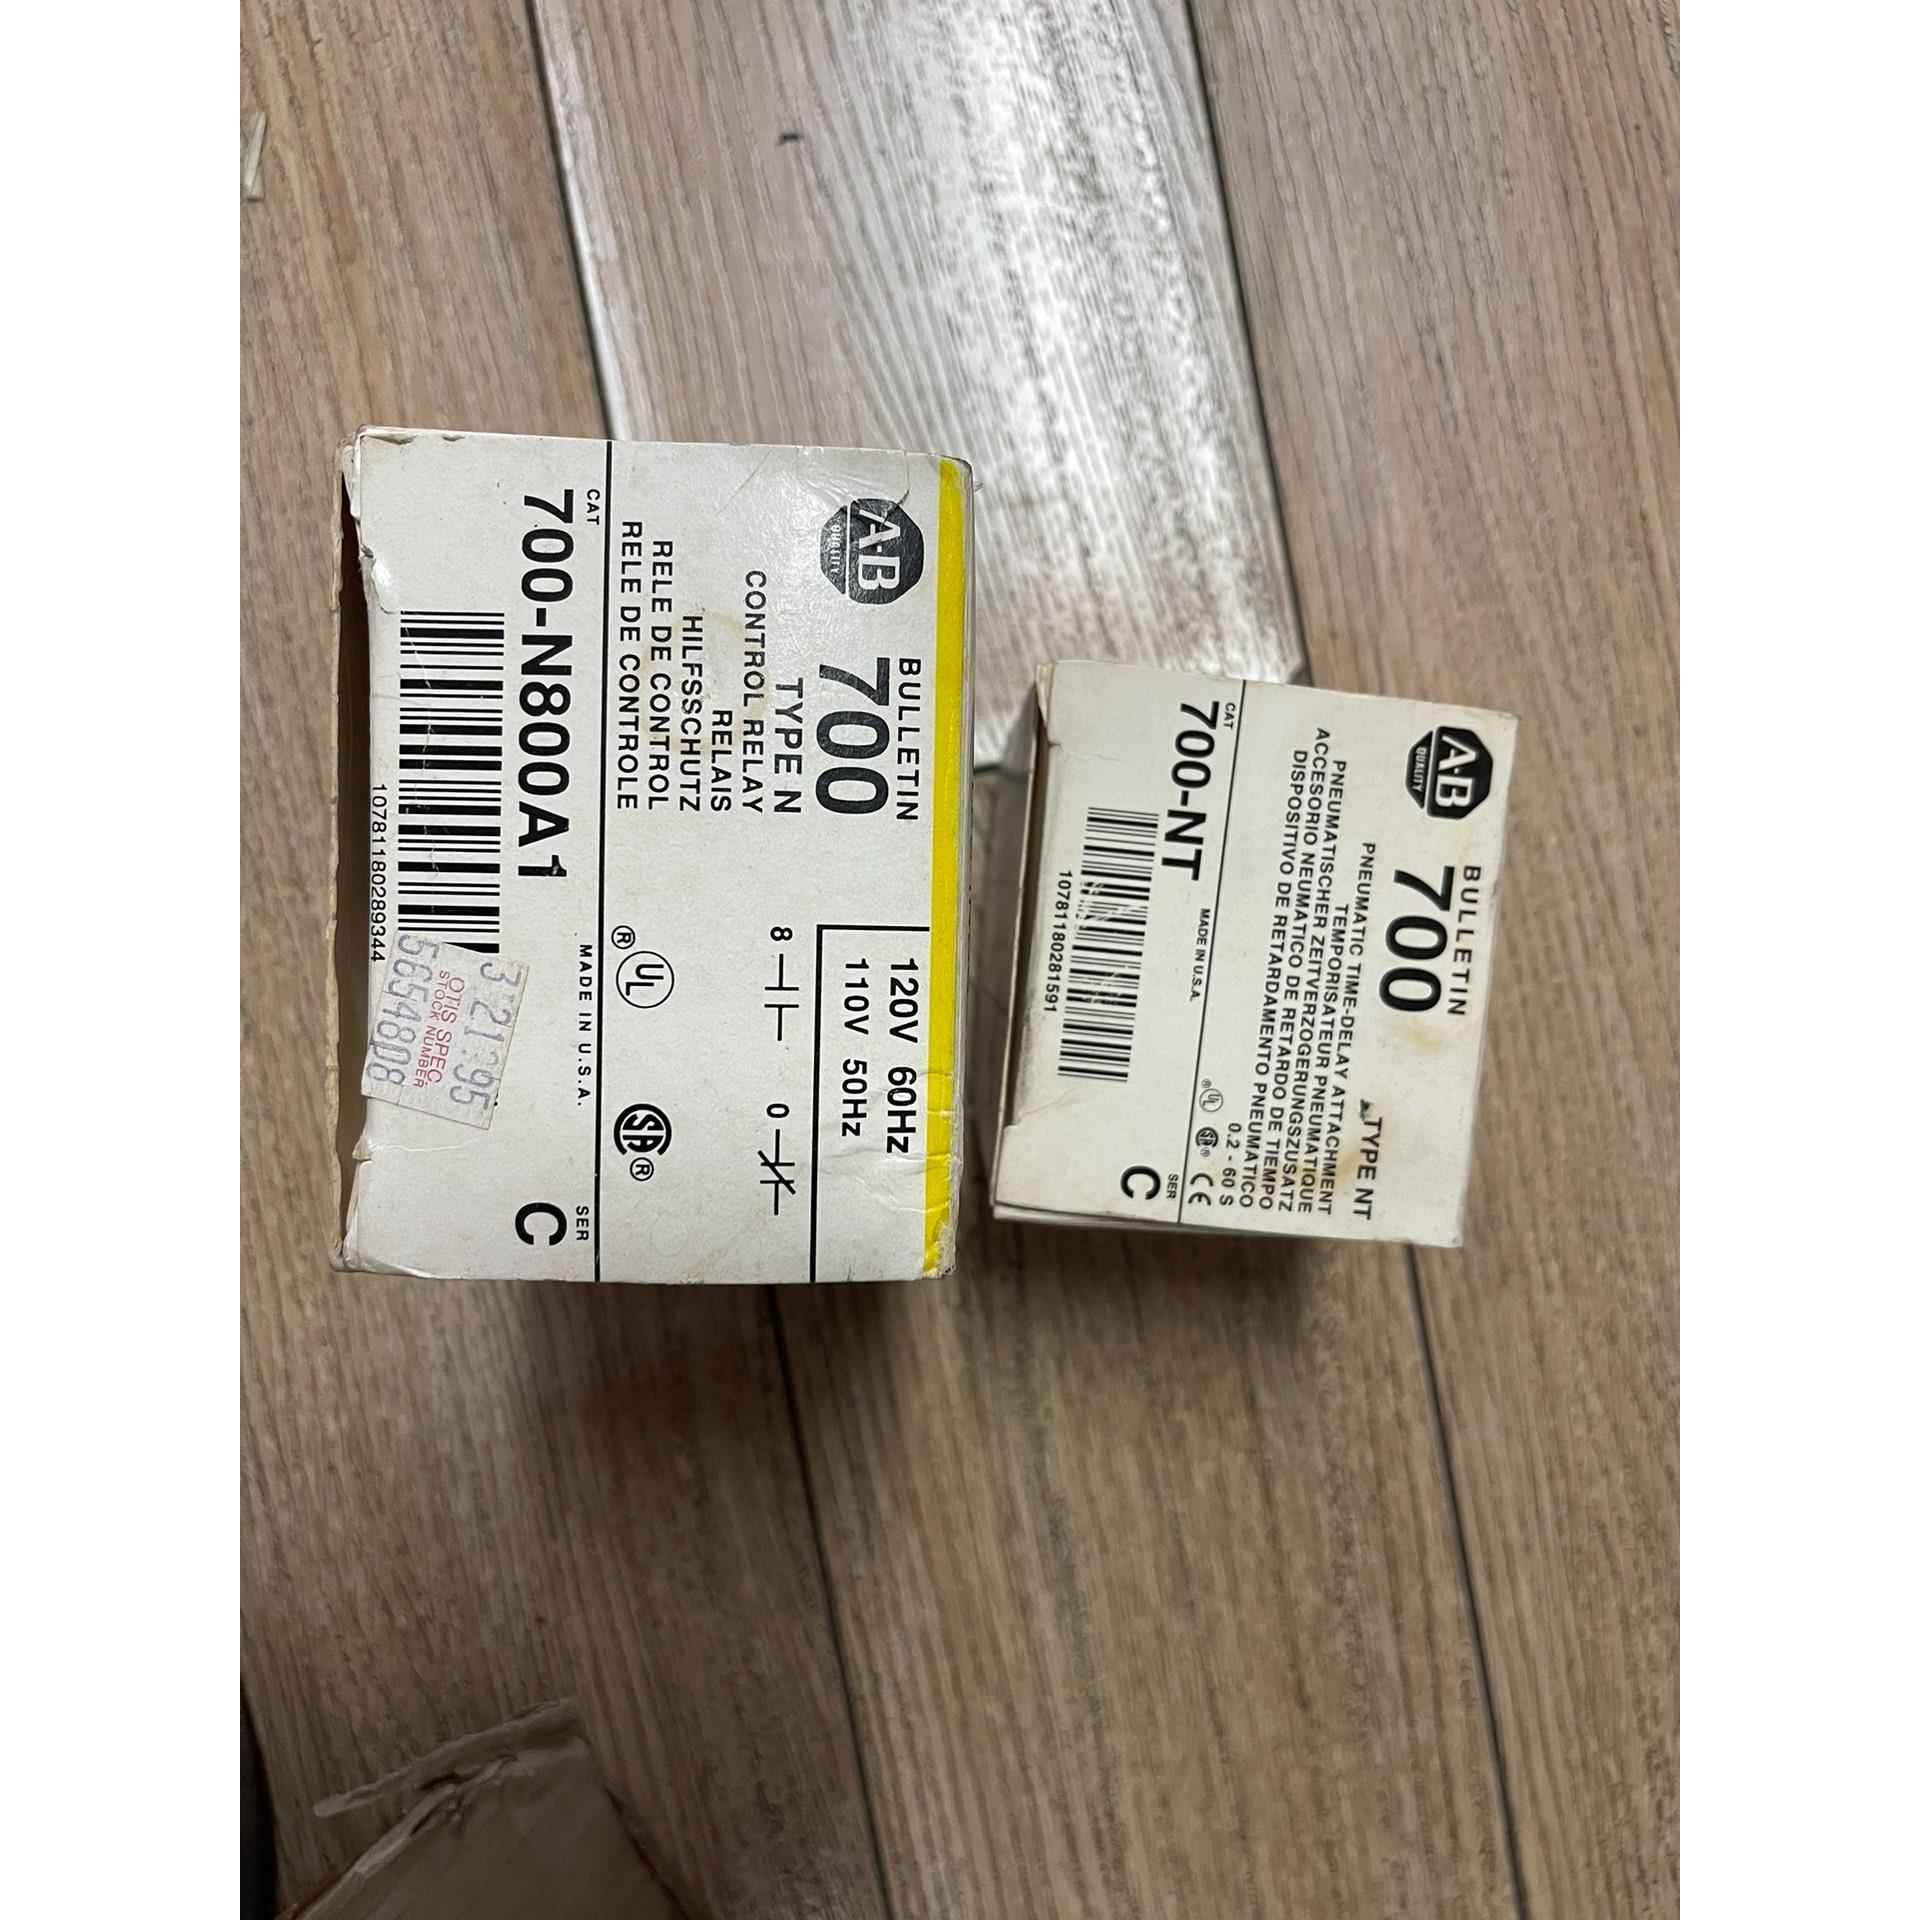 A-B
QUALITY
BULLETIN
700
TYPE N
CONTROL RELAY
RELAIS
HILFSSCHUTZ
RELE DE CONTROL
RELE DE CONTROLE
120V 60Hz
110V 50Hz
8
0
UL
®
®
CAT
700-N800A1
MADE IN U.S.A.
SER
C
10781180289344
3 21 95
OTIS SPEC
STOCK NUMBER
5654808
A-B
QUALITY
BULLETIN
700
TYPE NT
PNEUMATIC TIME-DELAY ATTACHMENT
TEMPORISATEUR PNEUMATIQUE
PNEUMATISCHER ZEITVERZOGERUNGSZUSATZ
ACCESORIO NEUMATICO DE RETARDO DE TIEMPO
DISPOSITIVO DE RETARDAMENTO PNEUMATICO
0.2 - 60 S
® UL ® CE
CAT
700-NT
MADE IN U.S.A.
SER
C
10781180281591